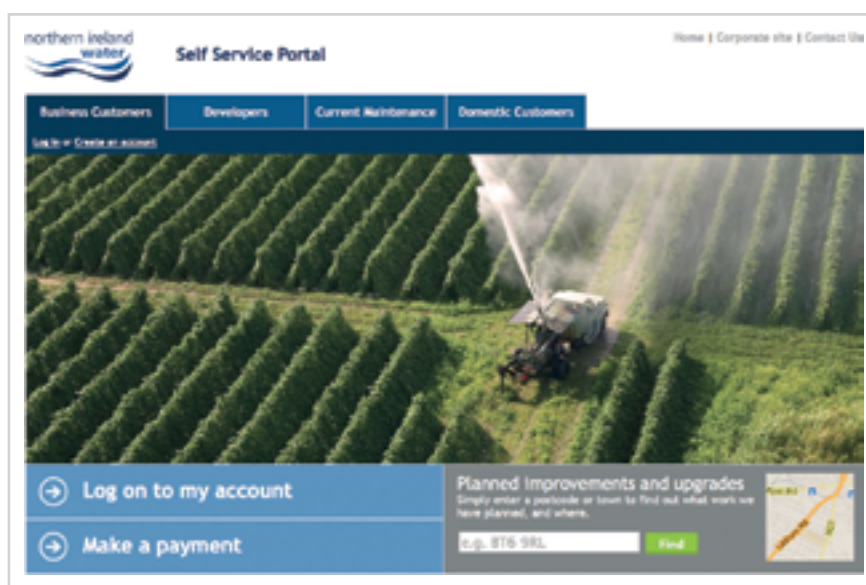 northern ireland
water
Self Service Portal
Home | Corporate site | Contact Us
Business Customers
Developers
Current Maintenance
Domestic Customers
Log in or Create an account
Log on to my account
Make a payment
Planned improvements and upgrades
Simply enter a postcode or town to find out what work we
have planned, and where.
e.g. BT6 9RL
Find